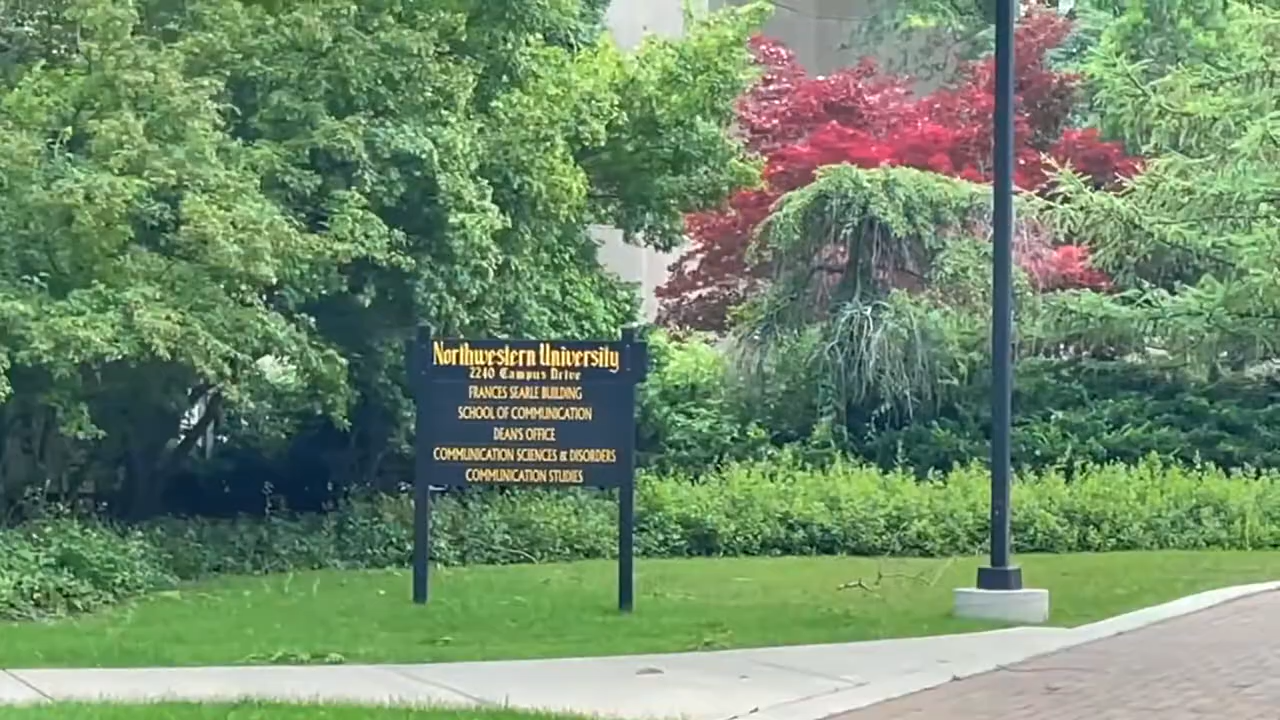 Northwestern University
2240 Campus Drive
FRANCES SEARLE BUILDING
SCHOOL OF COMMUNICATION
DEAN'S OFFICE
COMMUNICATION SCIENCES & DISORDERS
COMMUNICATION STUDIES